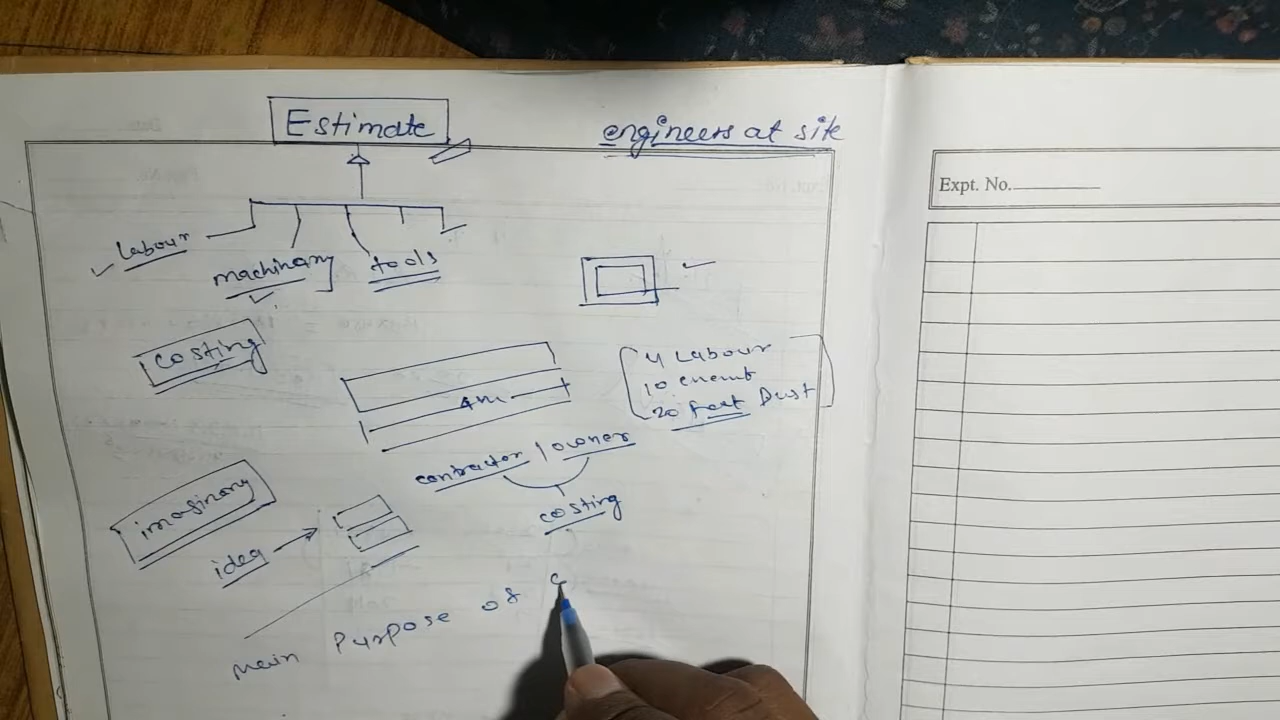 Estimate
engineers at site
Expt. No.
Labour
machinary
tools
costing
4 Labour
10 cement
20 feet Dust
4m
contractor / owner
costing
imaginary
idea
main Purpose of